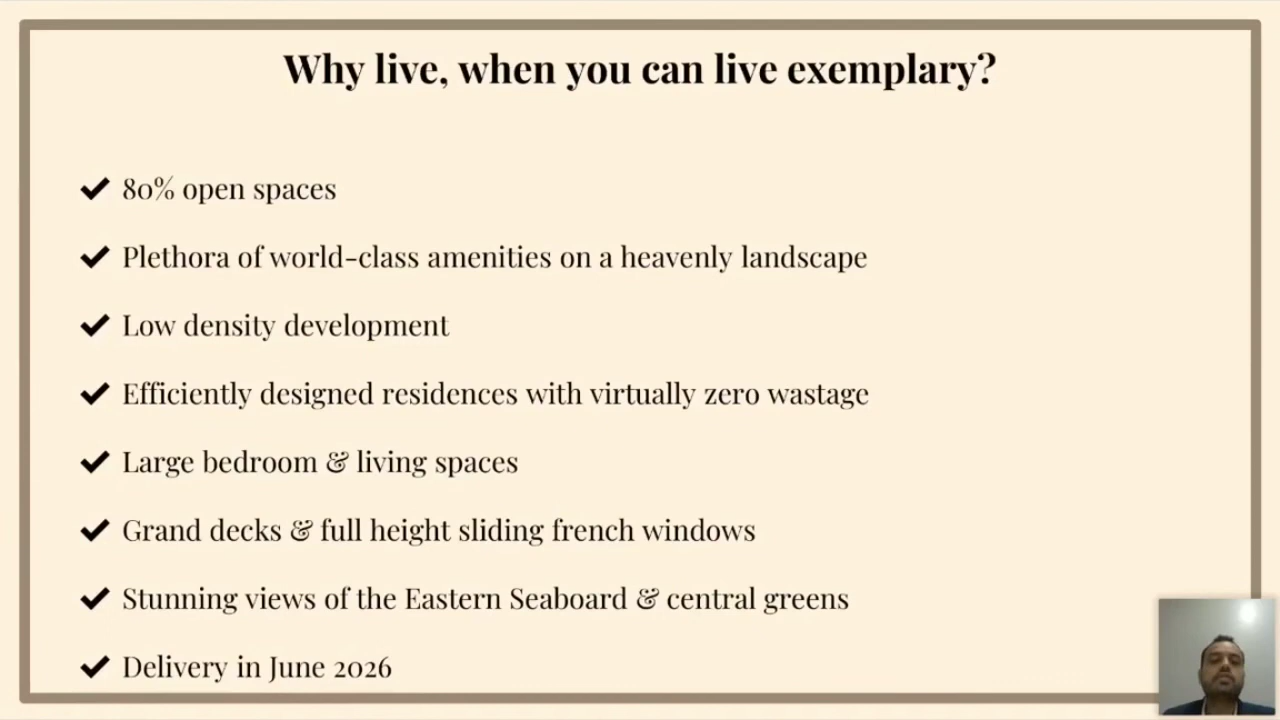 Why live, when you can live exemplary?
80% open spaces
Plethora of world-class amenities on a heavenly landscape
Low density development
Efficiently designed residences with virtually zero wastage
Large bedroom & living spaces
Grand decks & full height sliding french windows
Stunning views of the Eastern Seaboard & central greens
Delivery in June 2026